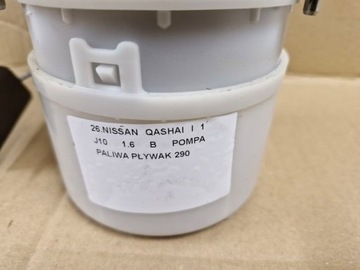 26.NISSAN QASHAI I 1
J10 1.6 B POMPA
PALIWA PŁYWAK 290